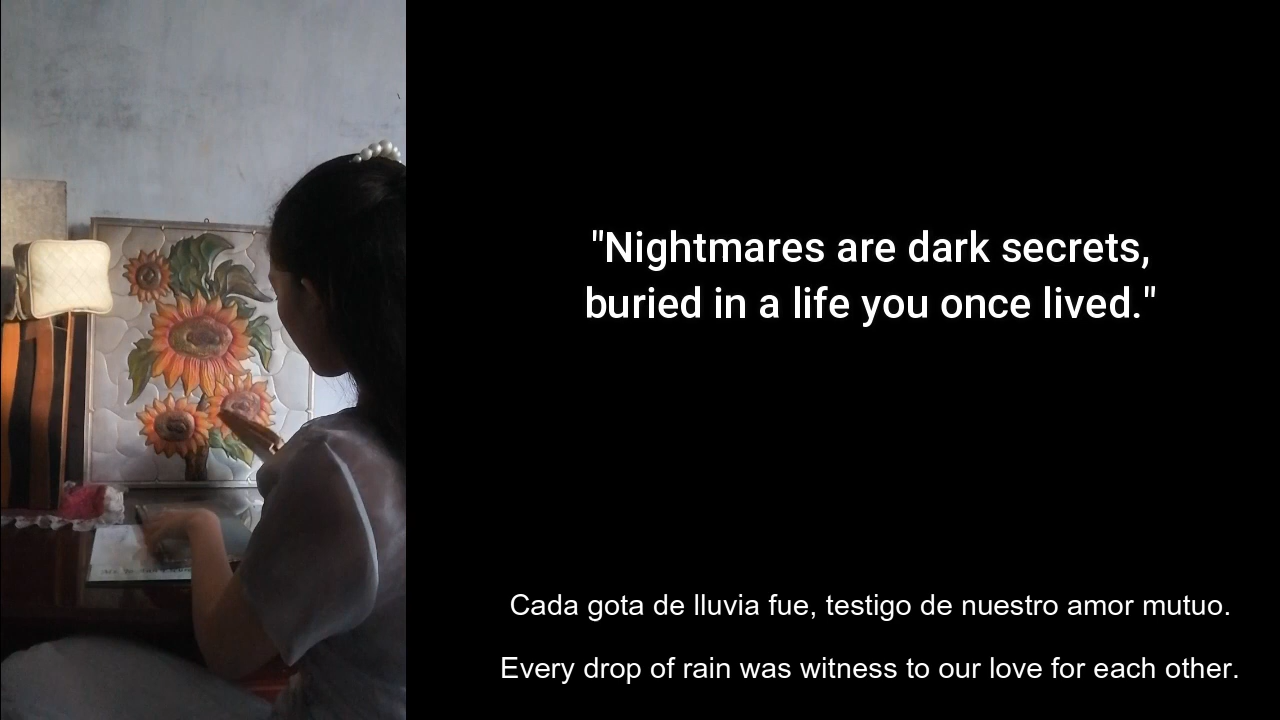 "Nightmares are dark secrets,
buried in a life you once lived."
Cada gota de lluvia fue, testigo de nuestro amor mutuo.
Every drop of rain was witness to our love for each other.